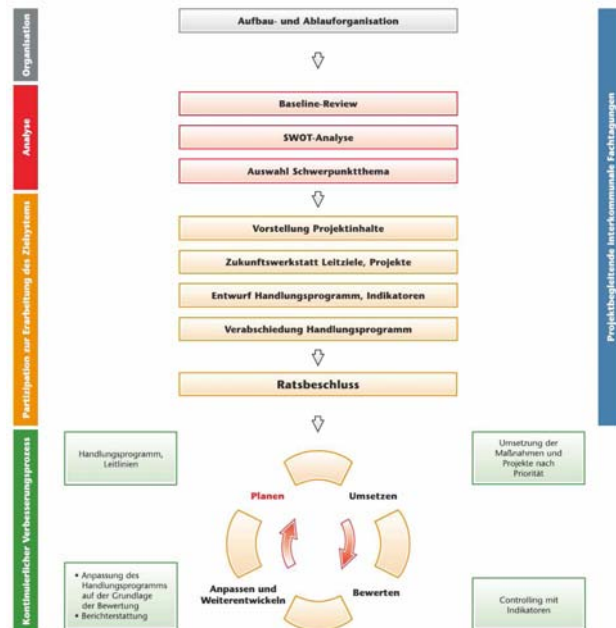 Organisation
Aufbau- und Ablauforganisation
Projektbegleitende Interkommunale Fachtagungen
Analyse
Baseline-Review
SWOT-Analyse
Auswahl Schwerpunktthema
Partizipation zur Erarbeitung des Zielsystems
Vorstellung Projektinhalte
Zukunftswerkstatt Leitziele, Projekte
Entwurf Handlungsprogramm, Indikatoren
Verabschiedung Handlungsprogramm
Ratsbeschluss
Kontinuierlicher Verbesserungsprozess
Handlungsprogramm,
Leitlinien
Umsetzung der
Maßnahmen und
Projekte nach
Priorität
Planen
Umsetzen
Anpassen und
Weiterentwickeln
Bewerten
• Anpassung des
Handlungsprogramms
auf der Grundlage
der Bewertung
• Berichterstattung
Controlling mit
Indikatoren